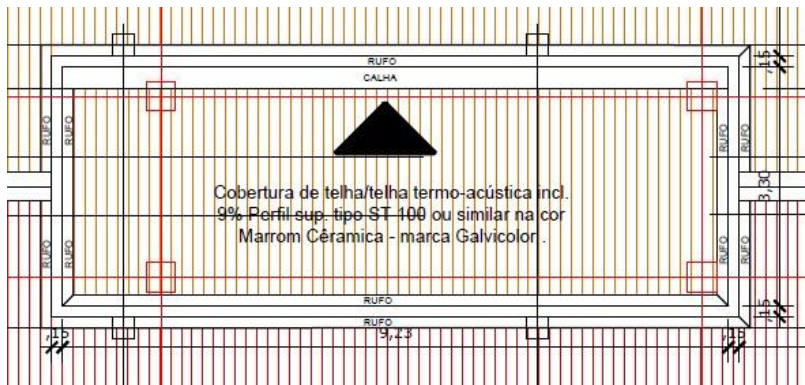 RUFO
CALHA
,15
RUFO
RUFO
RUFO
RUFO
Cobertura de telha/telha termo-acústica incl.
9% Perfil sup. tipo ST 100 ou similar na cor
Marrom Cêramica - marca Galvicolor .
3,30
RUFO
RUFO
RUFO
RUFO
RUFO
RUFO
,15
,15
9,23
,15